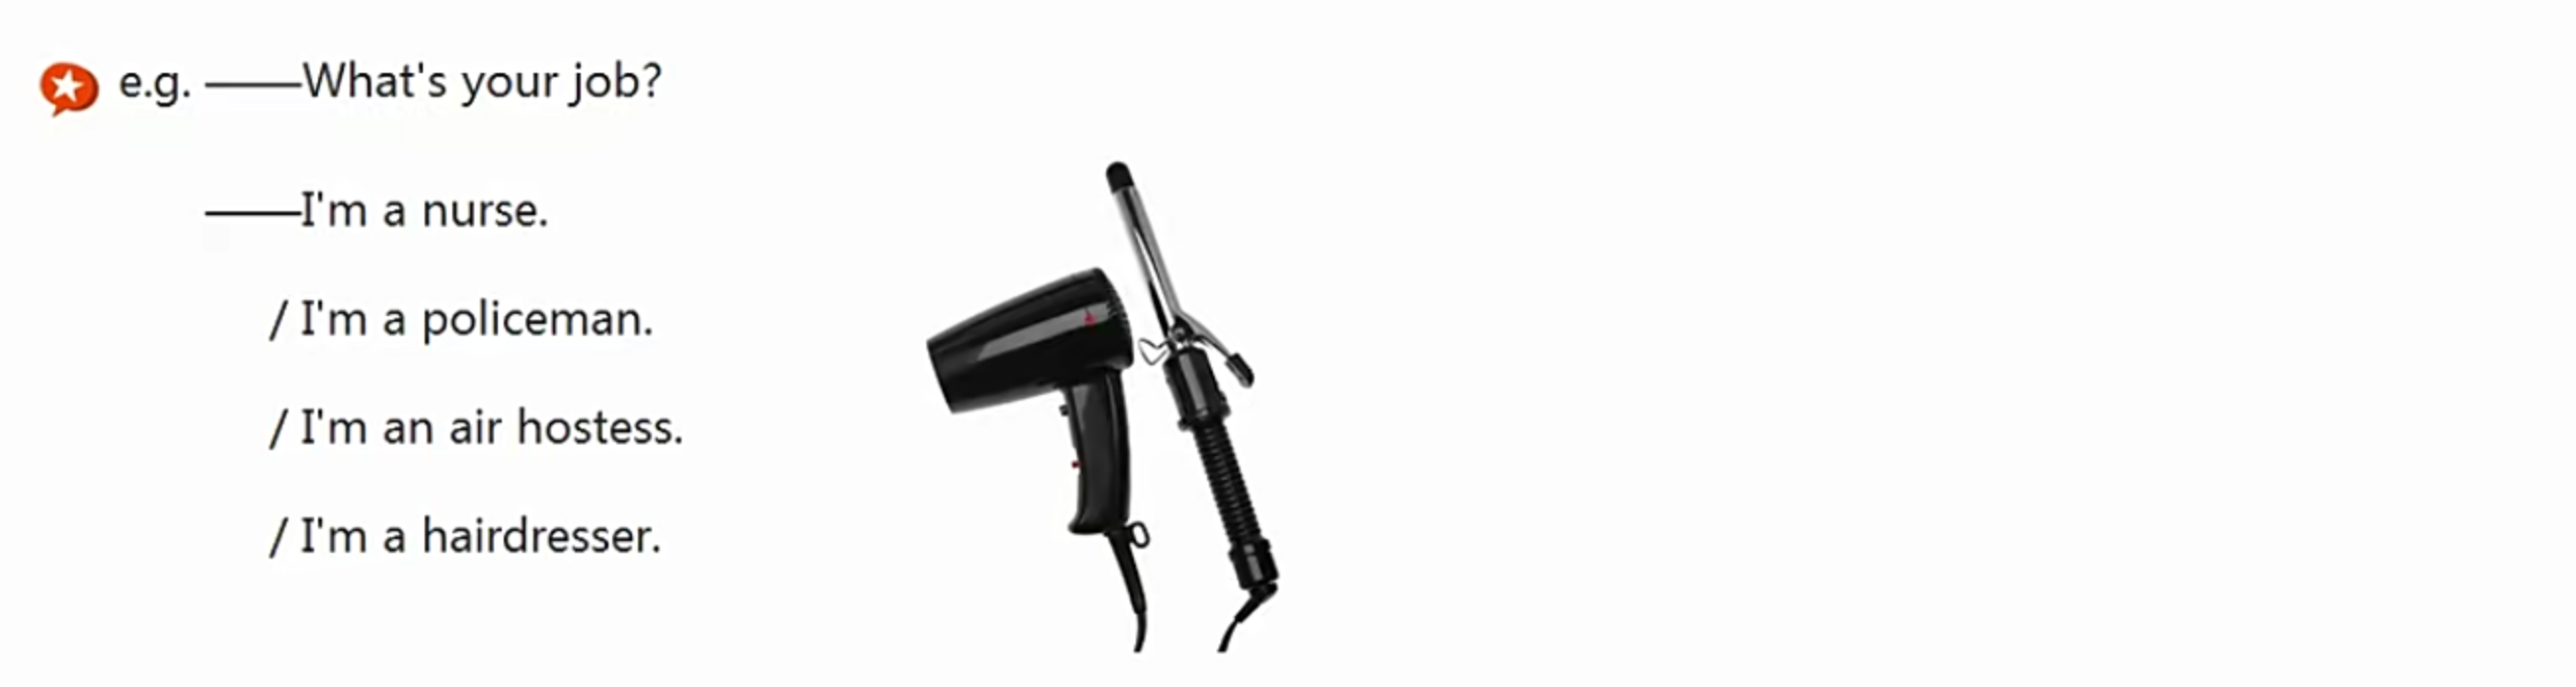 e.g. ——What's your job?
——I'm a nurse.
/ I'm a policeman.
/ I'm an air hostess.
/ I'm a hairdresser.